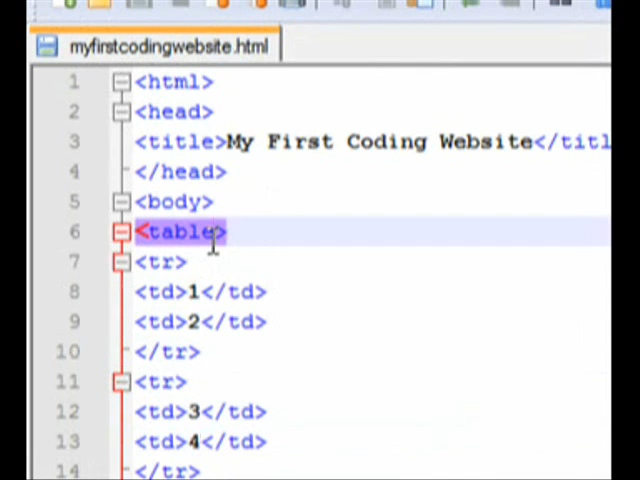 myfirstcodingwebsite.html
1 <html>
2 <head>
3 <title>My First Coding Website</titl
4 </head>
5 <body>
6 <table>
7 <tr>
8 <td>1</td>
9 <td>2</td>
10 </tr>
11 <tr>
12 <td>3</td>
13 <td>4</td>
14 </tr>